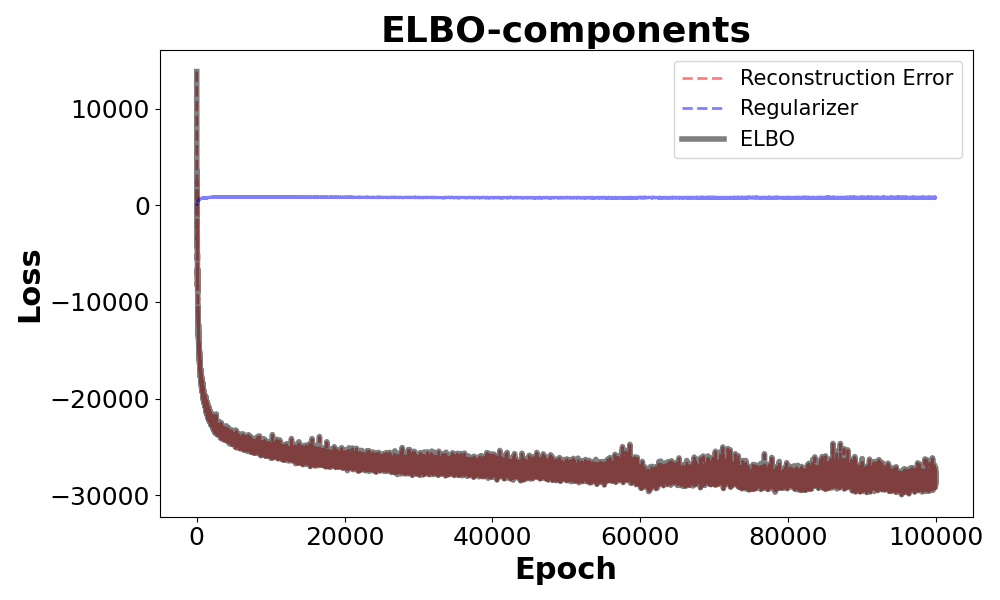 ELBO-components
Reconstruction Error
Regularizer
ELBO
10000
0
−10000
−20000
−30000
Loss
0 20000 40000 60000 80000 100000
Epoch